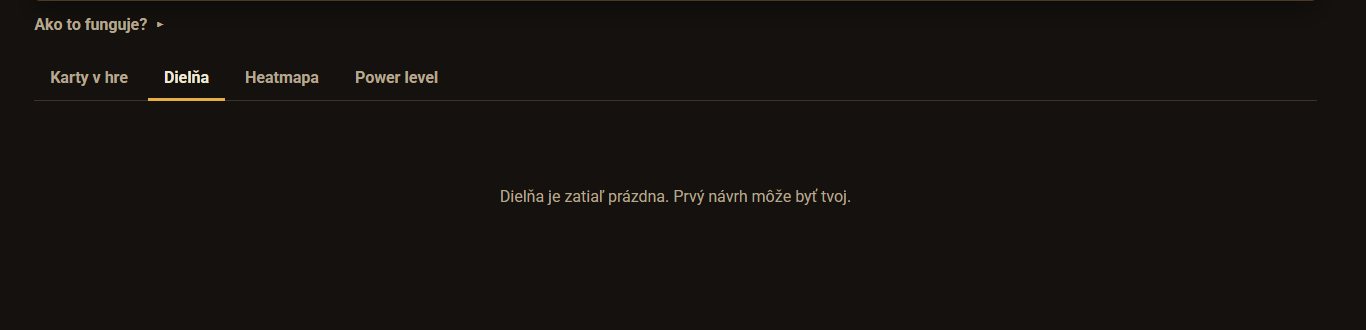 Ako to funguje? ▸
Karty v hre Dielňa Heatmapa Power level
Dielňa je zatiaľ prázdna. Prvý návrh môže byť tvoj.